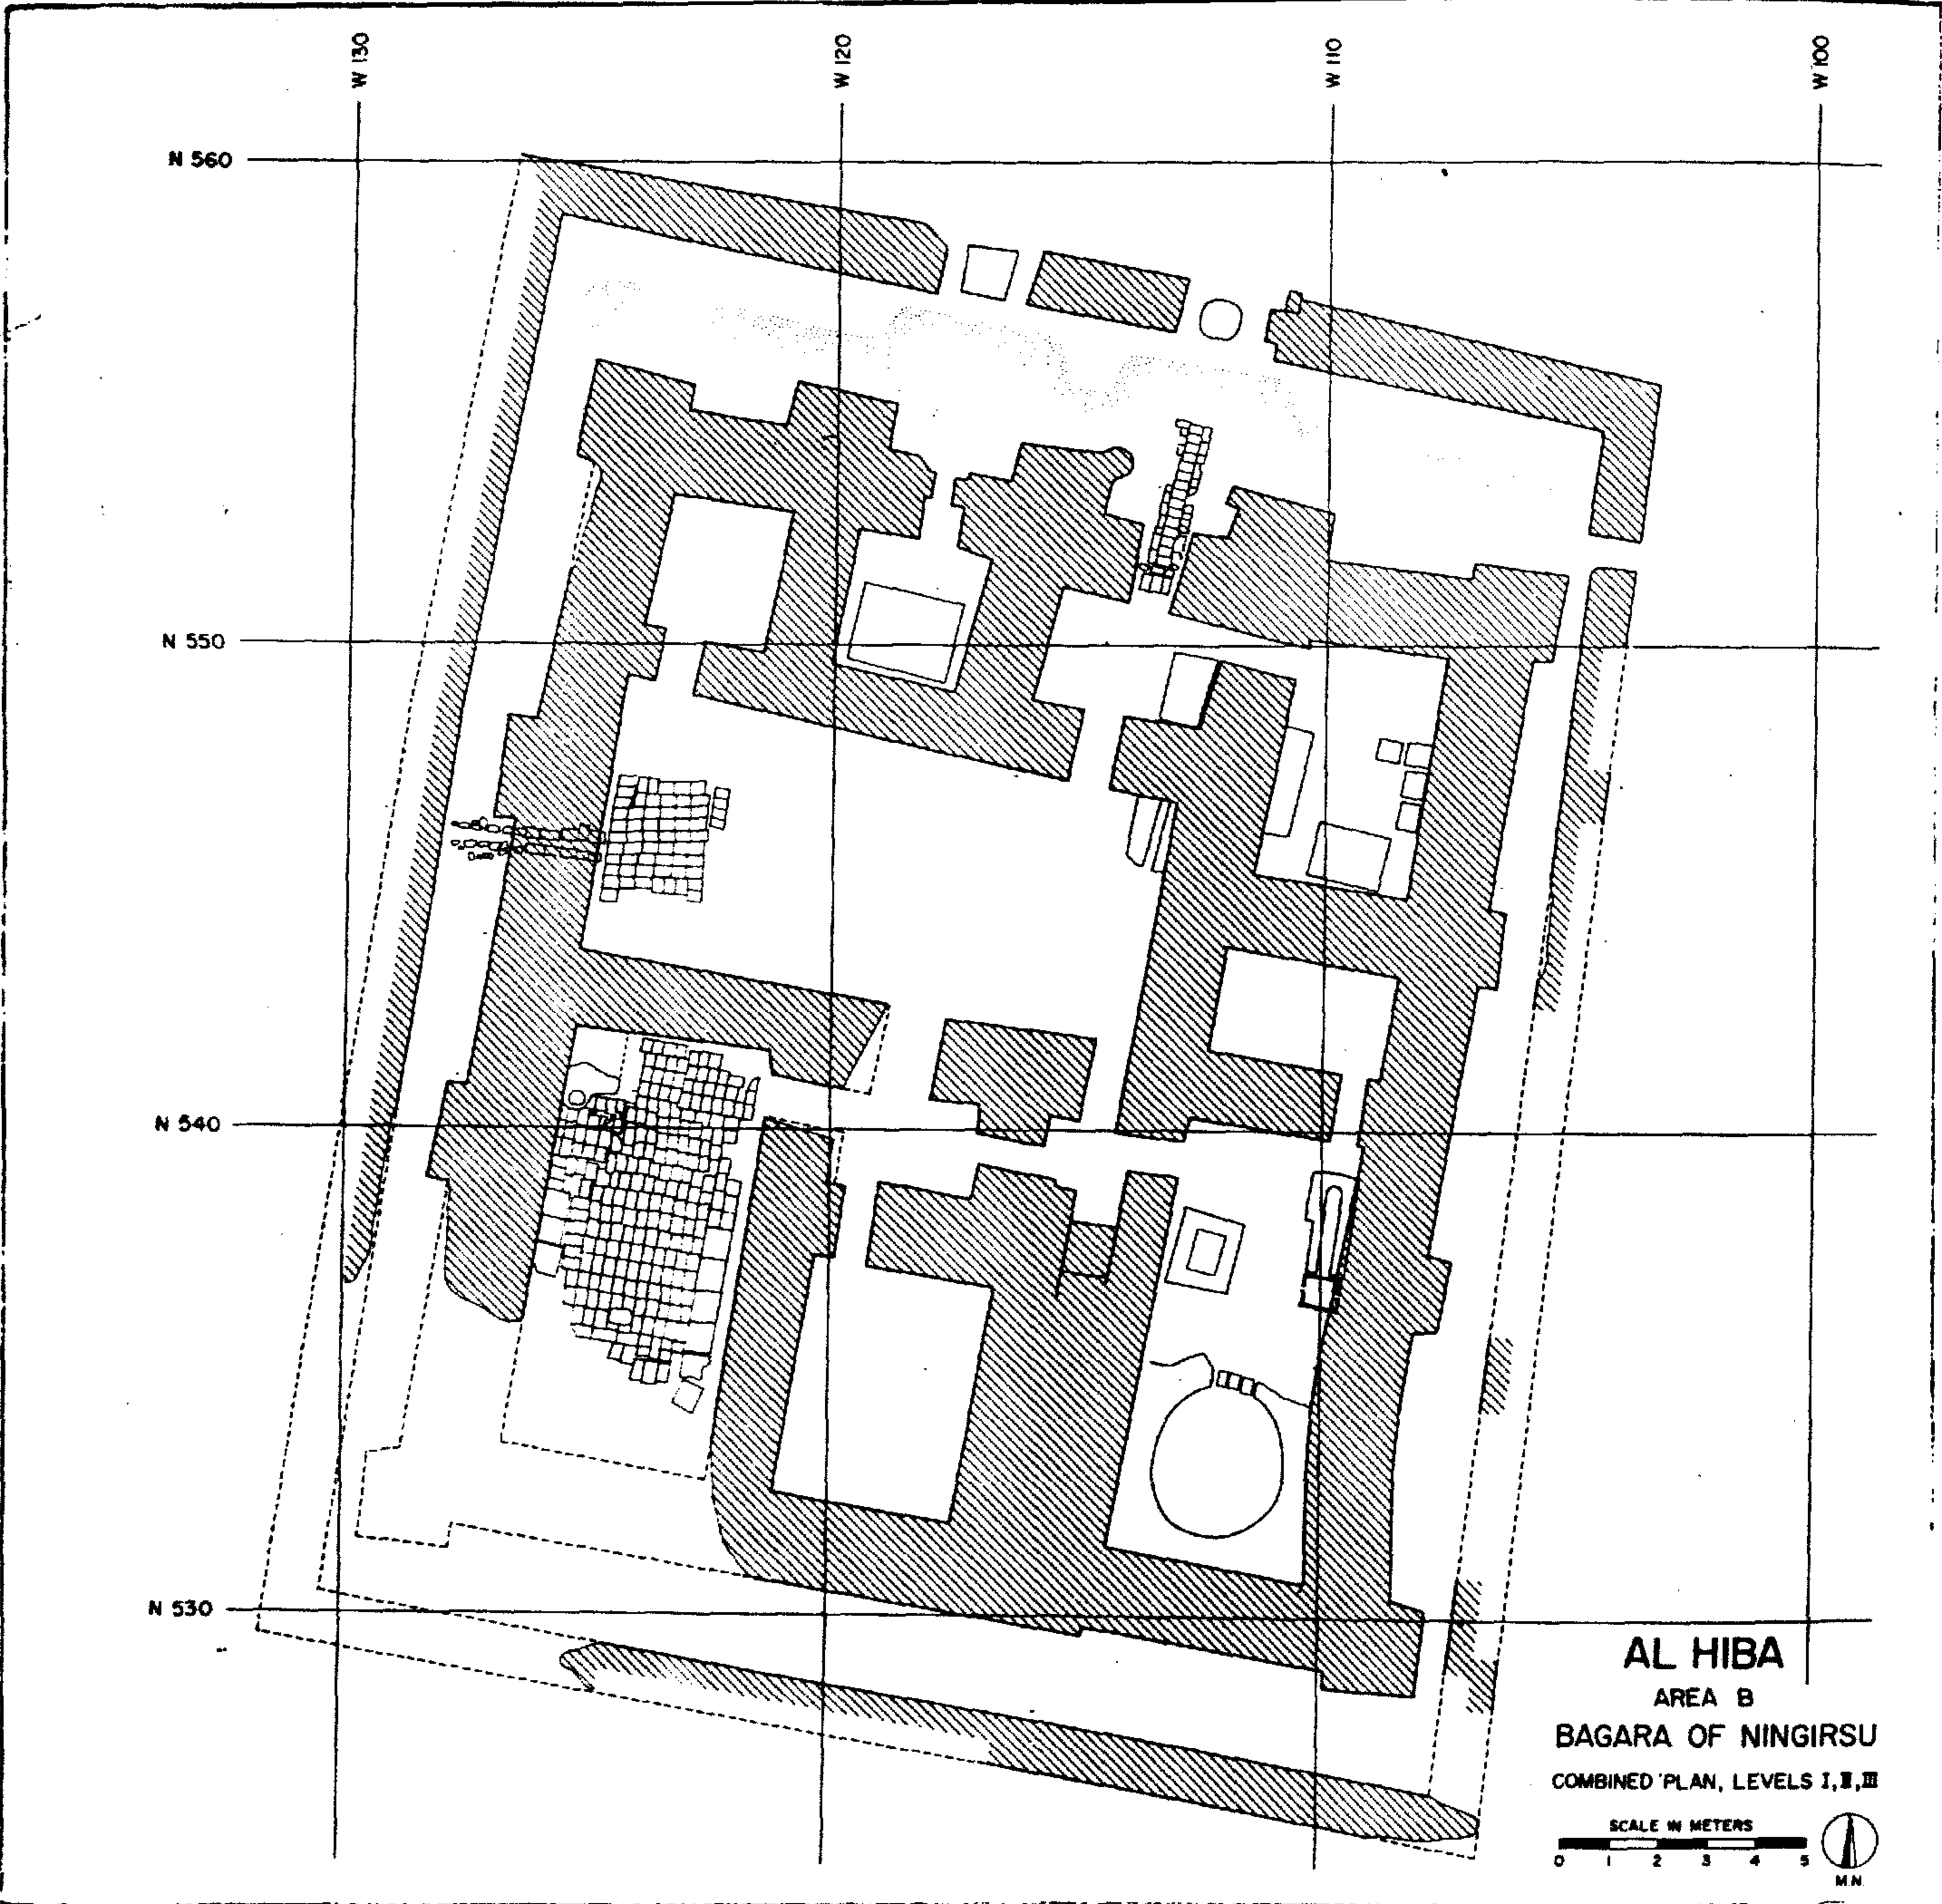 W 130
W 120
W 110
W 100
N 560
N 550
N 540
N 530
AL HIBA
AREA B
BAGARA OF NINGIRSU
COMBINED PLAN, LEVELS I, II, III
SCALE IN METERS
0 1 2 3 4 5
M.N.